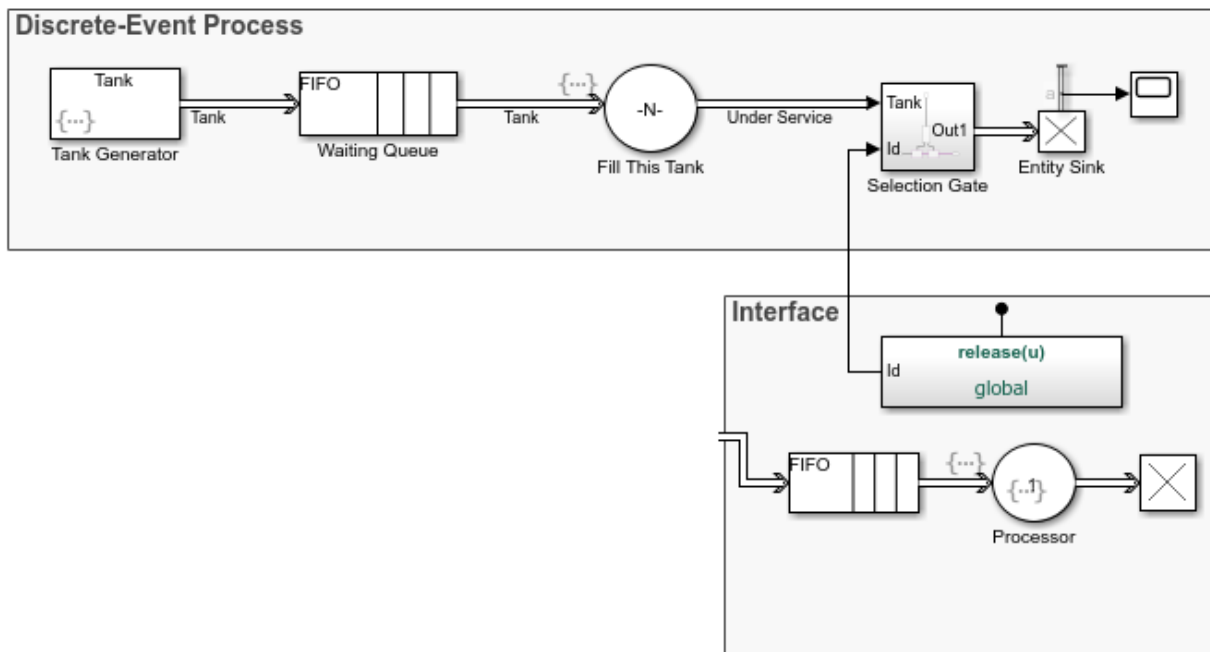 Discrete-Event Process
Tank
{...}
Tank Generator
Tank
FIFO
Waiting Queue
Tank
{...}
-N-
Fill This Tank
Under Service
Tank
Id
Out1
Selection Gate
a
Entity Sink
Interface
Id
release(u)
global
FIFO
{...}
{..1}
Processor